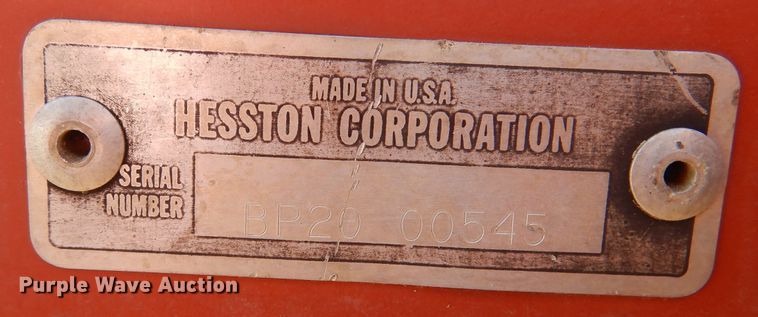 MADE IN U.S.A.
HESSTON CORPORATION
SERIAL
NUMBER
BP20 00545
Purple Wave Auction